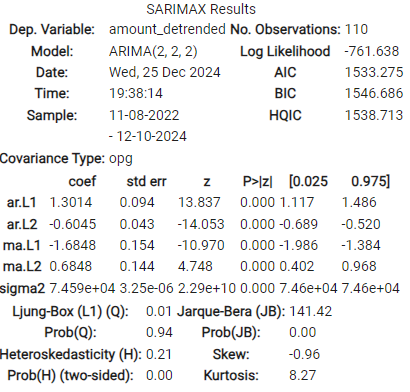 SARIMAX Results
Dep. Variable: amount_detrended No. Observations: 110
Model: ARIMA(2, 2, 2) Log Likelihood -761.638
Date: Wed, 25 Dec 2024 AIC 1533.275
Time: 19:38:14 BIC 1546.686
Sample: 11-08-2022 HQIC 1538.713
- 12-10-2024
Covariance Type: opg
coef std err z P>|z| [0.025 0.975]
ar.L1 1.3014 0.094 13.837 0.000 1.117 1.486
ar.L2 -0.6045 0.043 -14.053 0.000 -0.689 -0.520
ma.L1 -1.6848 0.154 -10.970 0.000 -1.986 -1.384
ma.L2 0.6848 0.144 4.748 0.000 0.402 0.968
sigma2 7.459e+04 3.25e-06 2.29e+10 0.000 7.46e+04 7.46e+04
Ljung-Box (L1) (Q): 0.01 Jarque-Bera (JB): 141.42
Prob(Q): 0.94 Prob(JB): 0.00
Heteroskedasticity (H): 0.21 Skew: -0.96
Prob(H) (two-sided): 0.00 Kurtosis: 8.27